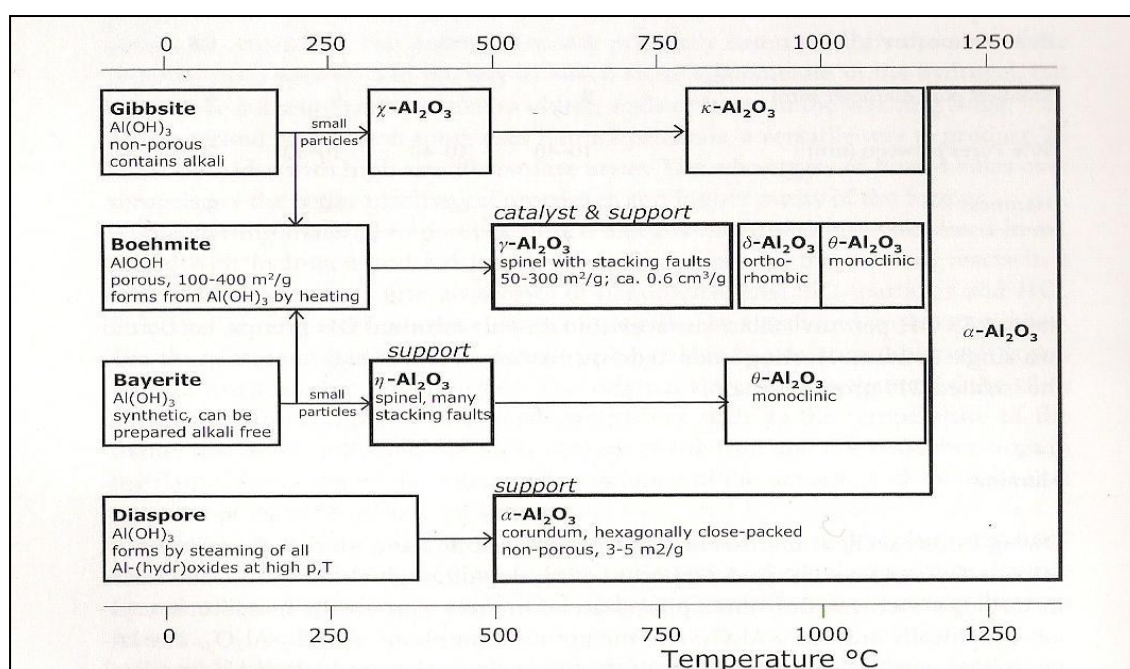 0 250 500 750 1000 1250
Gibbsite
Al(OH)₃
non-porous
contains alkali
small
particles
χ-Al₂O₃
κ-Al₂O₃
Boehmite
AlOOH
porous, 100-400 m²/g
forms from Al(OH)₃ by heating
catalyst & support
γ-Al₂O₃
spinel with stacking faults
50-300 m²/g; ca. 0.6 cm³/g
δ-Al₂O₃
ortho-
rhombic
θ-Al₂O₃
monoclinic
α-Al₂O₃
Bayerite
Al(OH)₃
synthetic, can be
prepared alkali free
small
particles
support
η-Al₂O₃
spinel, many
stacking faults
θ-Al₂O₃
monoclinic
Diaspore
Al(OH)₃
forms by steaming of all
Al-(hydr)oxides at high p,T
support
α-Al₂O₃
corundum, hexagonally close-packed
non-porous, 3-5 m2/g
0 250 500 750 1000 1250
Temperature ºC